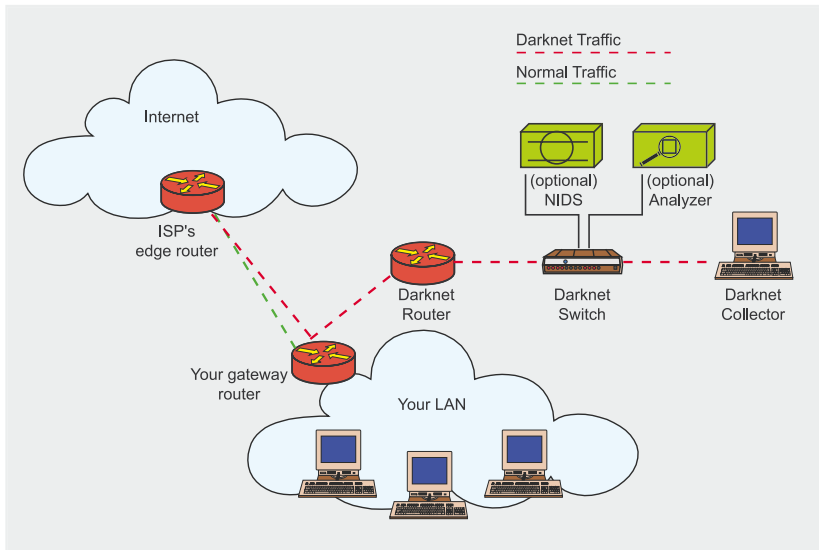 Darknet Traffic
Normal Traffic
Internet
(optional)
NIDS
(optional)
Analyzer
ISP's
edge router
Darknet
Router
Darknet
Switch
Darknet
Collector
Your gateway
router
Your LAN